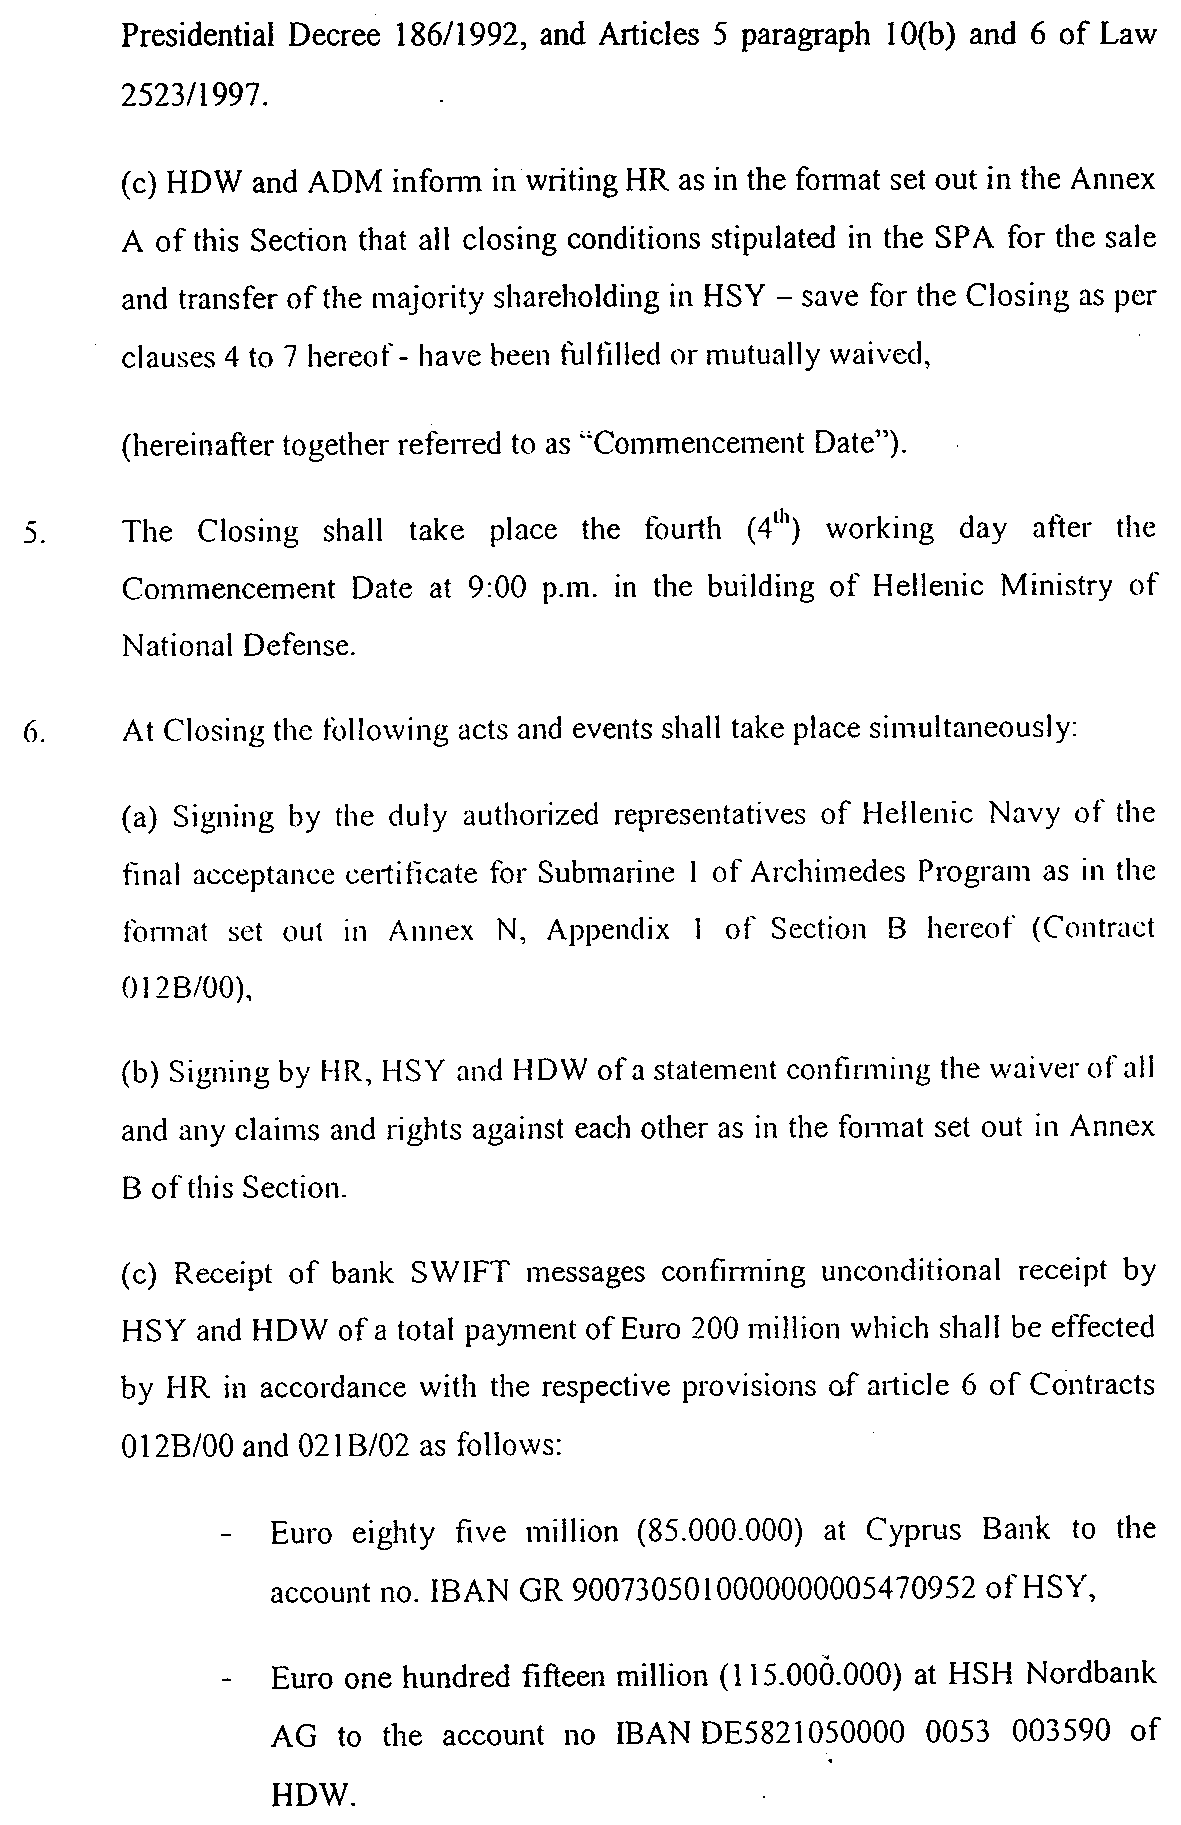 Presidential Decree 186/1992, and Articles 5 paragraph 10(b) and 6 of Law
2523/1997.
(c) HDW and ADM inform in writing HR as in the format set out in the Annex
A of this Section that all closing conditions stipulated in the SPA for the sale
and transfer of the majority shareholding in HSY – save for the Closing as per
clauses 4 to 7 hereof - have been fulfilled or mutually waived,
(hereinafter together referred to as “Commencement Date”).
5. The Closing shall take place the fourth (4th) working day after the
Commencement Date at 9:00 p.m. in the building of Hellenic Ministry of
National Defense.
6. At Closing the following acts and events shall take place simultaneously:
(a) Signing by the duly authorized representatives of Hellenic Navy of the
final acceptance certificate for Submarine 1 of Archimedes Program as in the
format set out in Annex N, Appendix 1 of Section B hereof (Contract
012B/00),
(b) Signing by HR, HSY and HDW of a statement confirming the waiver of all
and any claims and rights against each other as in the format set out in Annex
B of this Section.
(c) Receipt of bank SWIFT messages confirming unconditional receipt by
HSY and HDW of a total payment of Euro 200 million which shall be effected
by HR in accordance with the respective provisions of article 6 of Contracts
012B/00 and 021B/02 as follows:
- Euro eighty five million (85.000.000) at Cyprus Bank to the
account no. IBAN GR 9007305010000000005470952 of HSY,
- Euro one hundred fifteen million (115.000.000) at HSH Nordbank
AG to the account no IBAN DE5821050000 0053 003590 of
HDW.